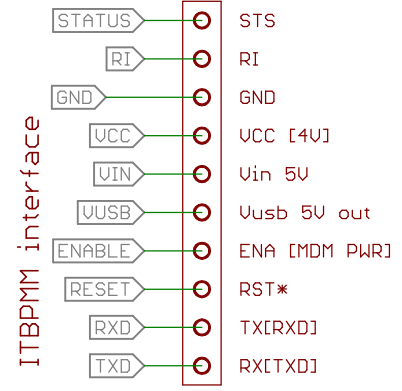 STATUS STS
RI RI
GND GND
VCC VCC [4V]
VIN Vin 5V
VUSB Vusb 5V out
ENABLE ENA [MDM PWR]
RESET RST*
RXD TX[RXD]
TXD RX[TXD]
ITBPMM interface